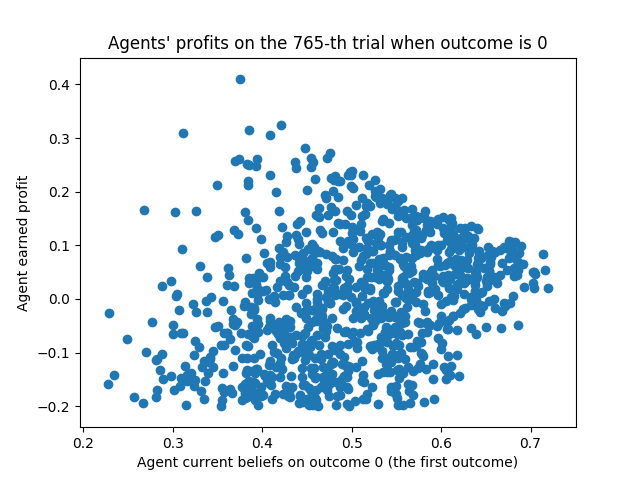 Agents' profits on the 765-th trial when outcome is 0
Agent earned profit
0.4
0.3
0.2
0.1
0.0
−0.1
−0.2
0.2 0.3 0.4 0.5 0.6 0.7
Agent current beliefs on outcome 0 (the first outcome)